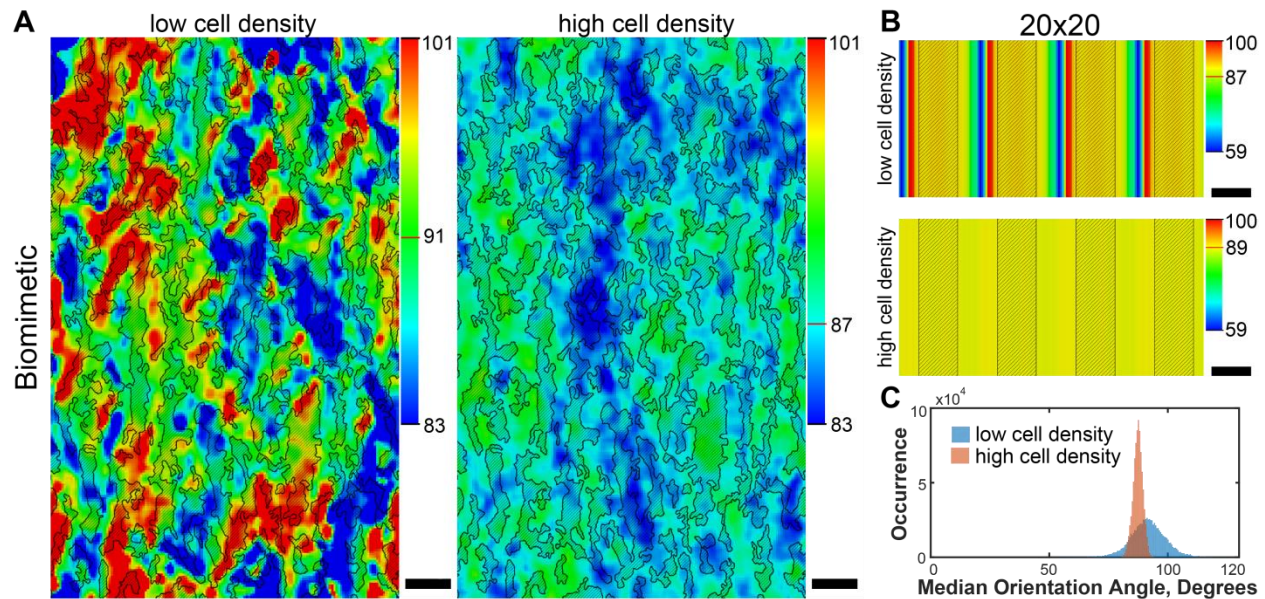 A
low cell density
high cell density
Biomimetic
101
91
83
101
87
83
B
20x20
low cell density
100
87
59
high cell density
100
89
59
C
x10⁴
10
5
0
low cell density
high cell density
Occurrence
0
50
100
120
Median Orientation Angle, Degrees